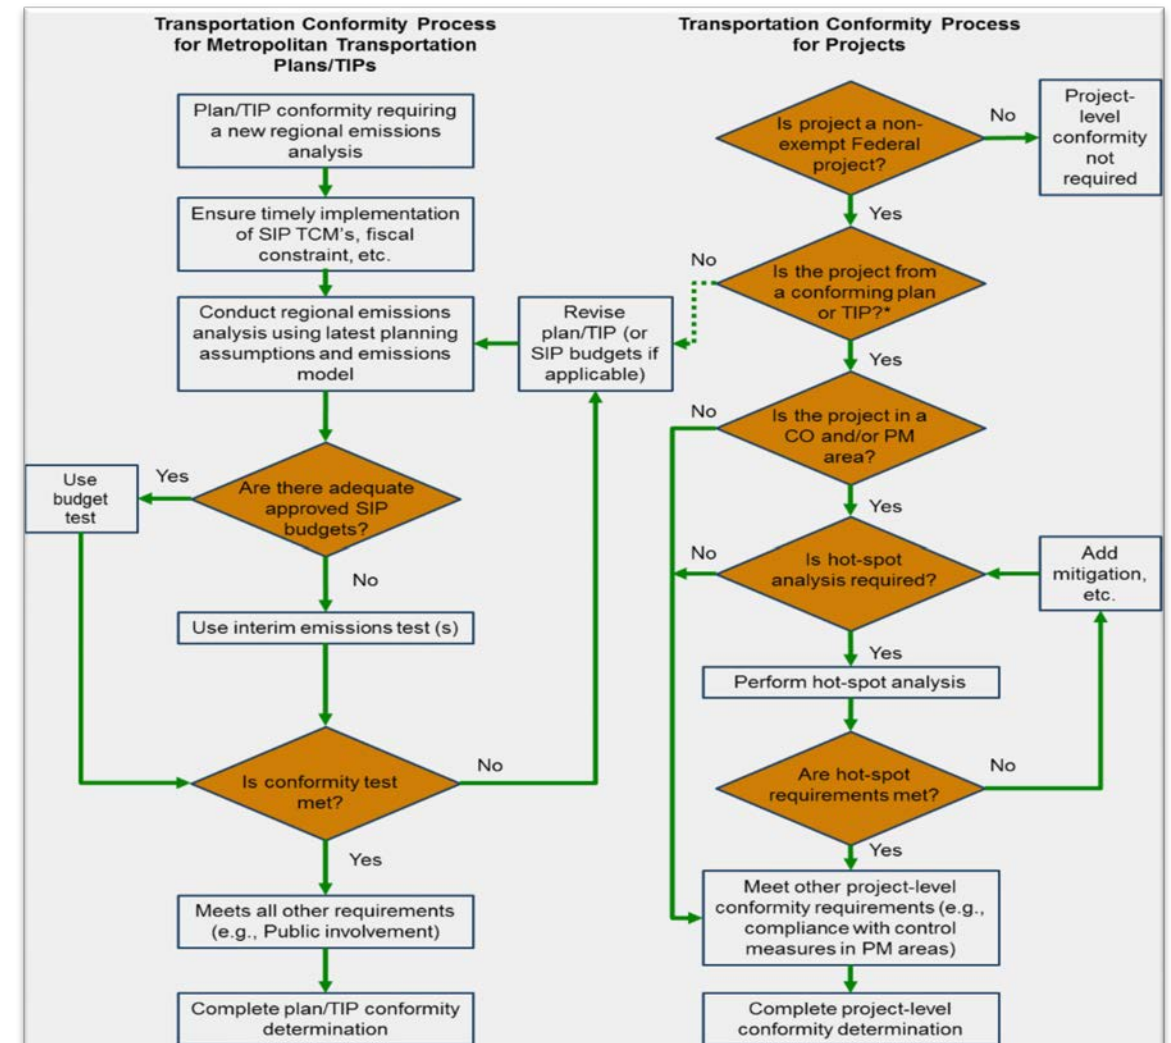 Transportation Conformity Process
for Metropolitan Transportation
Plans/TIPs
Plan/TIP conformity requiring
a new regional emissions
analysis
Ensure timely implementation
of SIP TCM's, fiscal
constraint, etc.
Conduct regional emissions
analysis using latest planning
assumptions and emissions
model
Are there adequate
approved SIP
budgets?
Yes
Use
budget
test
No
Use interim emissions test (s)
Is conformity test
met?
No
Revise
plan/TIP (or
SIP budgets if
applicable)
Yes
Meets all other requirements
(e.g., Public involvement)
Complete plan/TIP conformity
determination
Transportation Conformity Process
for Projects
Is project a non-
exempt Federal
project?
No
Project-
level
conformity
not
required
Yes
Is the project from
a conforming plan
or TIP?*
No
Yes
Is the project in a
CO and/or PM
area?
No
Yes
Is hot-spot
analysis required?
No
Add
mitigation,
etc.
Yes
Perform hot-spot analysis
Are hot-spot
requirements met?
No
Yes
Meet other project-level
conformity requirements (e.g.,
compliance with control
measures in PM areas)
Complete project-level
conformity determination